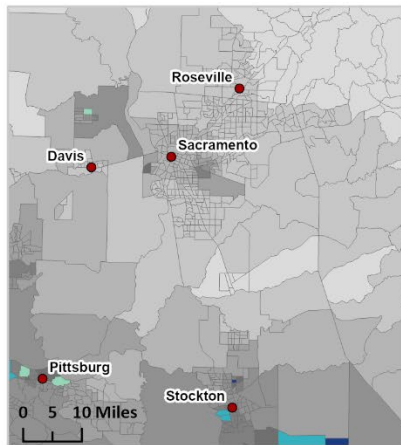 Roseville
Sacramento
Davis
Pittsburg
Stockton
0 5 10 Miles